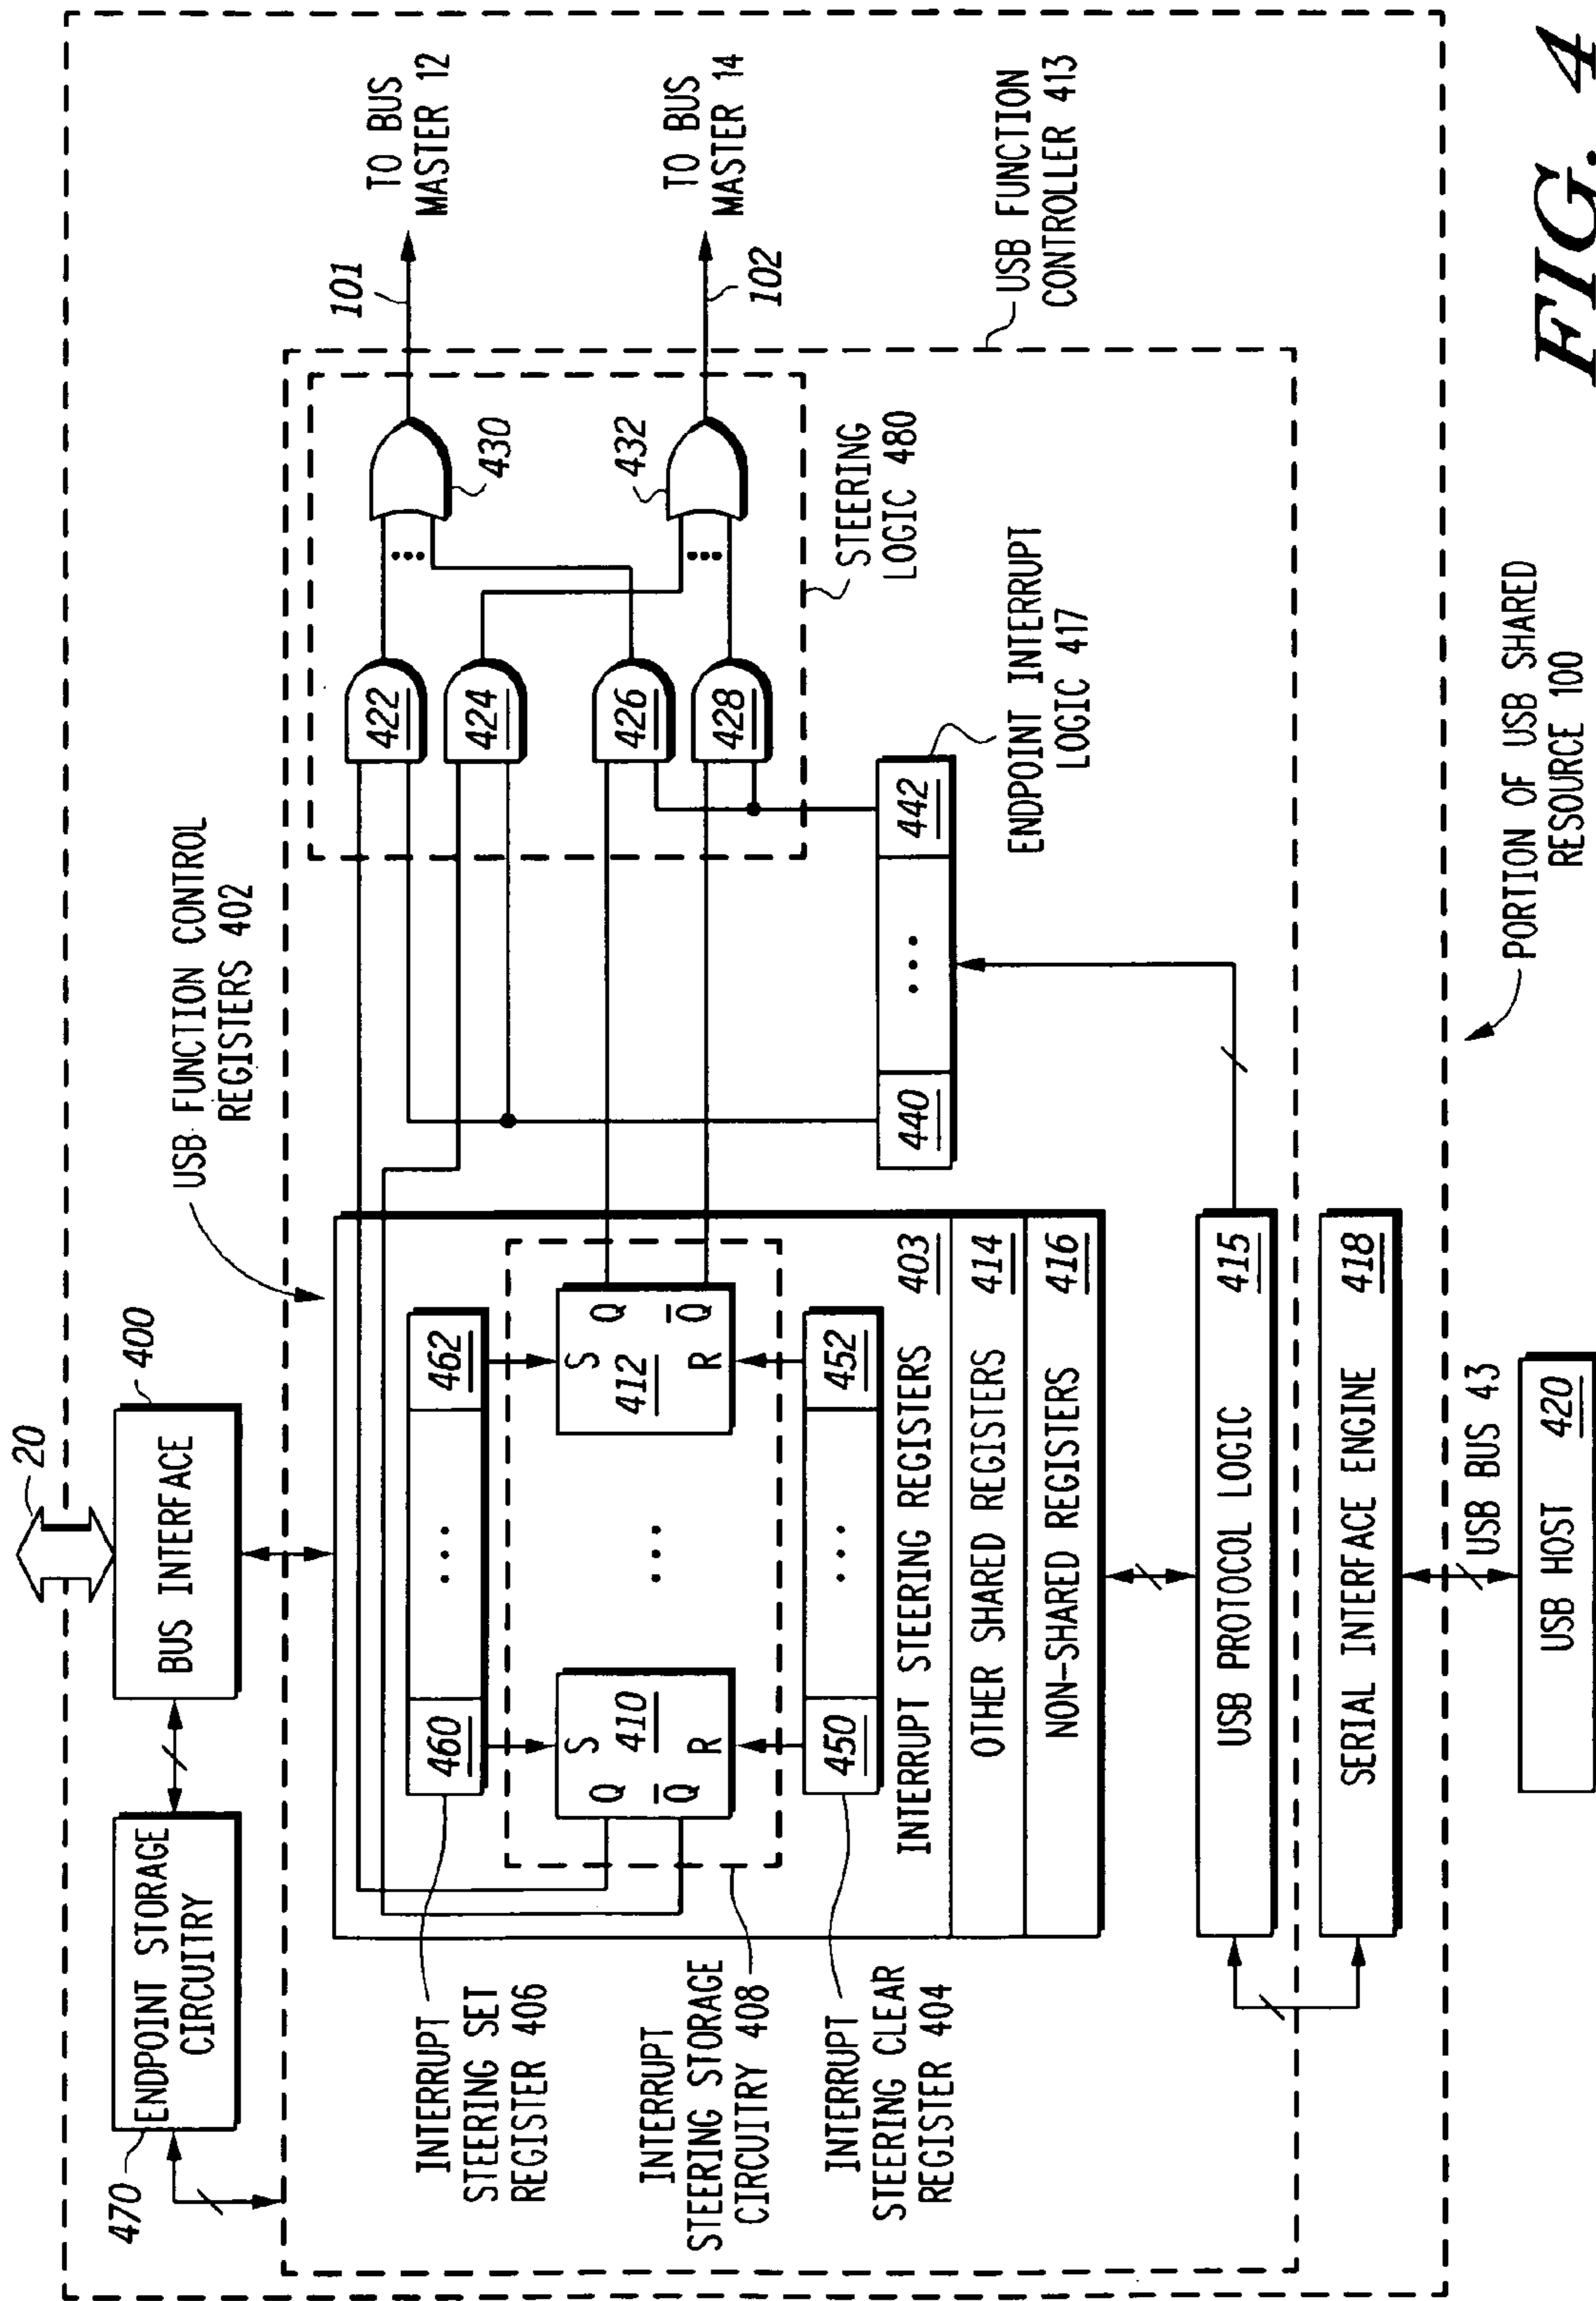 20
400
BUS INTERFACE
470
ENDPOINT STORAGE
CIRCUITRY
USB FUNCTION CONTROL
REGISTERS 402
INTERRUPT
STEERING SET
REGISTER 406
460
...
462
INTERRUPT
STEERING STORAGE
CIRCUITRY 408
S
Q
410
Q̅
R
...
S
Q
412
Q̅
R
INTERRUPT
STEERING CLEAR
REGISTER 404
450
...
452
INTERRUPT STEERING REGISTERS 403
OTHER SHARED REGISTERS 414
NON-SHARED REGISTERS 416
USB PROTOCOL LOGIC 415
SERIAL INTERFACE ENGINE 418
USB BUS 43
USB HOST 420
422
424
426
428
...
...
430
432
101
TO BUS
MASTER 12
102
TO BUS
MASTER 14
STEERING
LOGIC 480
440
...
442
ENDPOINT INTERRUPT
LOGIC 417
USB FUNCTION
CONTROLLER 413
PORTION OF USB SHARED
RESOURCE 100
FIG. 4